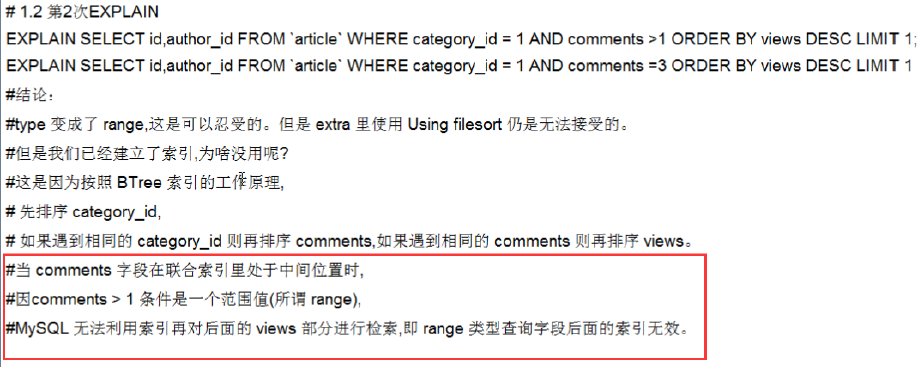 # 1.2 第2次EXPLAIN
EXPLAIN SELECT id,author_id FROM `article` WHERE category_id = 1 AND comments >1 ORDER BY views DESC LIMIT 1;
EXPLAIN SELECT id,author_id FROM `article` WHERE category_id = 1 AND comments =3 ORDER BY views DESC LIMIT 1
#结论：
#type 变成了 range,这是可以忍受的。但是 extra 里使用 Using filesort 仍是无法接受的。
#但是我们已经建立了索引,为啥没用呢?
#这是因为按照 BTree 索引的工作原理,
# 先排序 category_id,
# 如果遇到相同的 category_id 则再排序 comments,如果遇到相同的 comments 则再排序 views。
#当 comments 字段在联合索引里处于中间位置时,
#因comments > 1 条件是一个范围值(所谓 range),
#MySQL 无法利用索引再对后面的 views 部分进行检索,即 range 类型查询字段后面的索引无效。